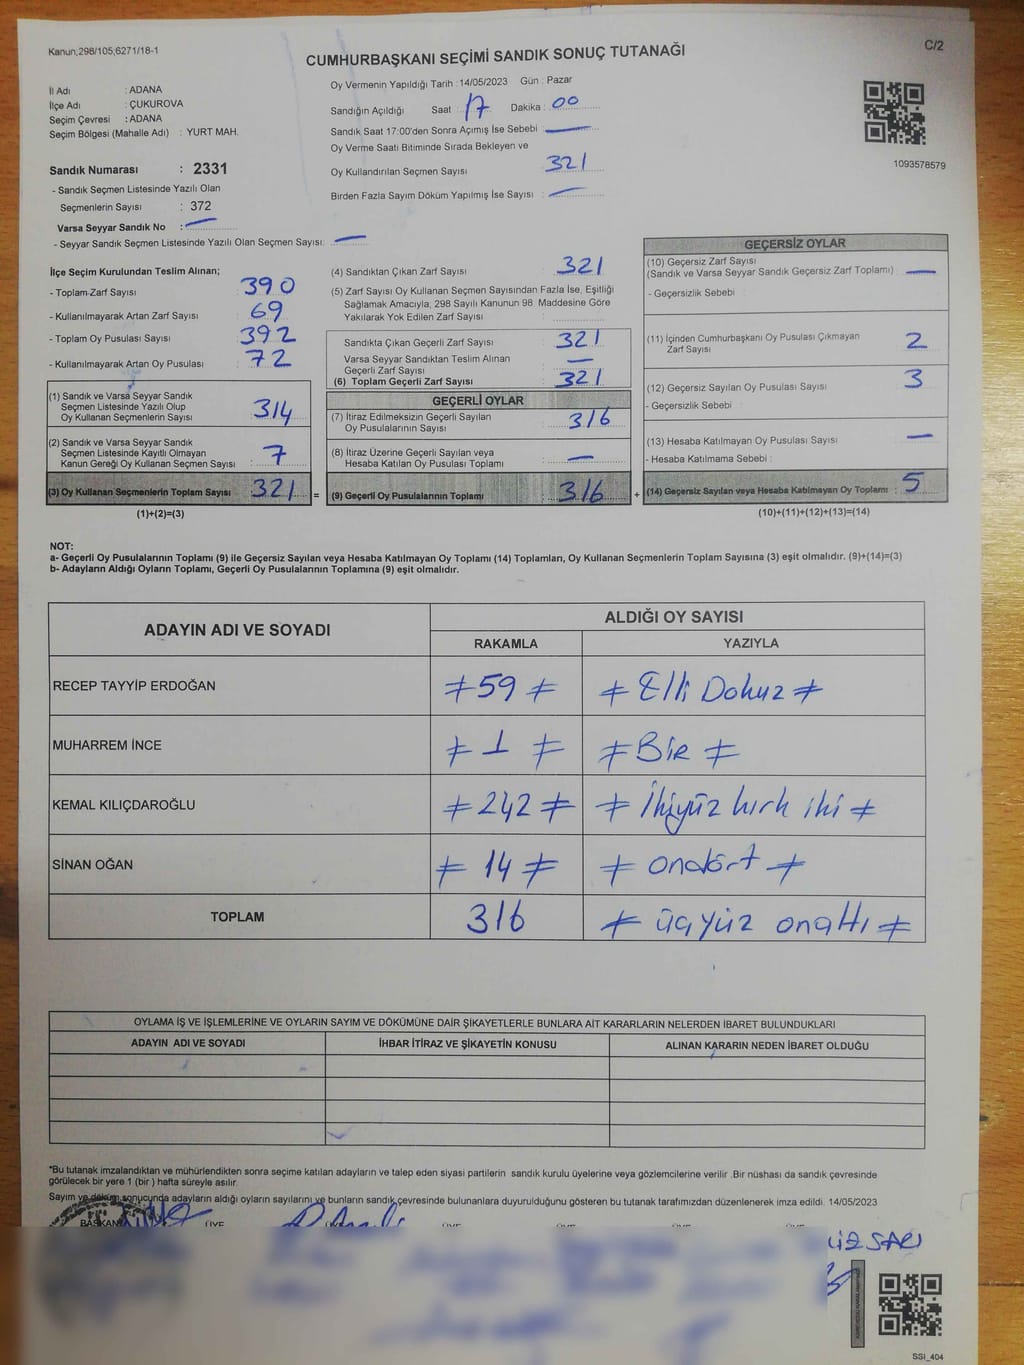 Kanun,298/105,6271/18-1
C/2
CUMHURBAŞKANI SEÇİMİ SANDIK SONUÇ TUTANAĞI
İl Adı : ADANA
İlçe Adı : ÇUKUROVA
Seçim Çevresi : ADANA
Seçim Bölgesi (Mahalle Adı) : YURT MAH.
Oy Vermenin Yapıldığı Tarih : 14/05/2023 Gün : Pazar
Sandığın Açıldığı Saat : 17 Dakika : 00
Sandık Saat 17:00'den Sonra Açımış İse Sebebi : —
Oy Verme Saati Bitiminde Sırada Bekleyen ve
Oy Kullandırılan Seçmen Sayısı 321
Birden Fazla Sayım Döküm Yapılmış İse Sayısı : —
1093578579
Sandık Numarası : 2331
- Sandık Seçmen Listesinde Yazılı Olan
Seçmenlerin Sayısı : 372
Varsa Seyyar Sandık No : —
- Seyyar Sandık Seçmen Listesinde Yazılı Olan Seçmen Sayısı: —
İlçe Seçim Kurulundan Teslim Alınan;
- Toplam Zarf Sayısı 390
- Kullanılmayarak Artan Zarf Sayısı 69
- Toplam Oy Pusulası Sayısı 392
- Kullanılmayarak Artan Oy Pusulası 72
(1) Sandık ve Varsa Seyyar Sandık
Seçmen Listesinde Yazılı Olup
Oy Kullanan Seçmenlerin Sayısı 314
(2) Sandık ve Varsa Seyyar Sandık
Seçmen Listesinde Kayıtlı Olmayan
Kanun Gereği Oy Kullanan Seçmen Sayısı : 7
(3) Oy Kullanan Seçmenlerin Toplam Sayısı 321 =
(1)+(2)=(3)
(4) Sandıktan Çıkan Zarf Sayısı 321
(5) Zarf Sayısı Oy Kullanan Seçmen Sayısından Fazla İse, Eşitliği
Sağlamak Amacıyla; 298 Sayılı Kanunun 98. Maddesine Göre
Yakılarak Yok Edilen Zarf Sayısı
Sandıkta Çıkan Geçerli Zarf Sayısı 321
Varsa Seyyar Sandıktan Teslim Alınan
Geçerli Zarf Sayısı : —
(6) Toplam Geçerli Zarf Sayısı 321
GEÇERLİ OYLAR
(7) İtiraz Edilmeksizin Geçerli Sayılan
Oy Pusulalarının Sayısı 316
(8) İtiraz Üzerine Geçerli Sayılan veya
Hesaba Katılan Oy Pusulası Toplamı : —
(9) Geçerli Oy Pusulalarının Toplamı : 316 +
GEÇERSİZ OYLAR
(10) Geçersiz Zarf Sayısı
(Sandık ve Varsa Seyyar Sandık Geçersiz Zarf Toplamı) : —
- Geçersizlik Sebebi :
(11) İçinden Cumhurbaşkanı Oy Pusulası Çıkmayan
Zarf Sayısı 2
(12) Geçersiz Sayılan Oy Pusulası Sayısı : 3
- Geçersizlik Sebebi :
(13) Hesaba Katılmayan Oy Pusulası Sayısı : —
- Hesaba Katılmama Sebebi :
(14) Geçersiz Sayılan veya Hesaba Katılmayan Oy Toplamı : 5
(10)+(11)+(12)+(13)=(14)
NOT:
a- Geçerli Oy Pusulalarının Toplamı (9) ile Geçersiz Sayılan veya Hesaba Katılmayan Oy Toplamı (14) Toplamları, Oy Kullanan Seçmenlerin Toplam Sayısına (3) eşit olmalıdır. (9)+(14)=(3)
b- Adayların Aldığı Oyların Toplamı, Geçerli Oy Pusulalarının Toplamına (9) eşit olmalıdır.
ADAYIN ADI VE SOYADI ALDIĞI OY SAYISI
RAKAMLA YAZIYLA
RECEP TAYYİP ERDOĞAN ≠ 59 ≠ ≠ Elli Dokuz ≠
MUHARREM İNCE ≠ 1 ≠ ≠ Bir ≠
KEMAL KILIÇDAROĞLU ≠ 242 ≠ ≠ İkiyüz kırk iki ≠
SİNAN OĞAN ≠ 14 ≠ ≠ ondört ≠
TOPLAM 316 ≠ üçyüz onaltı ≠
OYLAMA İŞ VE İŞLEMLERİNE VE OYLARIN SAYIM VE DÖKÜMÜNE DAİR ŞİKAYETLERLE BUNLARA AİT KARARLARIN NELERDEN İBARET BULUNDUKLARI
ADAYIN ADI VE SOYADI İHBAR İTİRAZ VE ŞİKAYETİN KONUSU ALINAN KARARIN NEDEN İBARET OLDUĞU
*Bu tutanak imzalandıktan ve mühürlendikten sonra seçime katılan adayların ve talep eden siyasi partilerin sandık kurulu üyelerine veya gözlemcilerine verilir .Bir nüshası da sandık çevresinde
görülecek bir yere 1 (bir ) hafta süreyle asılır.
Sayım ve döküm sonucunda adayların aldığı oyların sayılarını ve bunların sandık çevresinde bulunanlara duyurulduğunu gösteren bu tutanak tarafımızdan düzenlenerek imza edildi. 14/05/2023
BAŞKAN ÜYE
SARI
SSİ_404